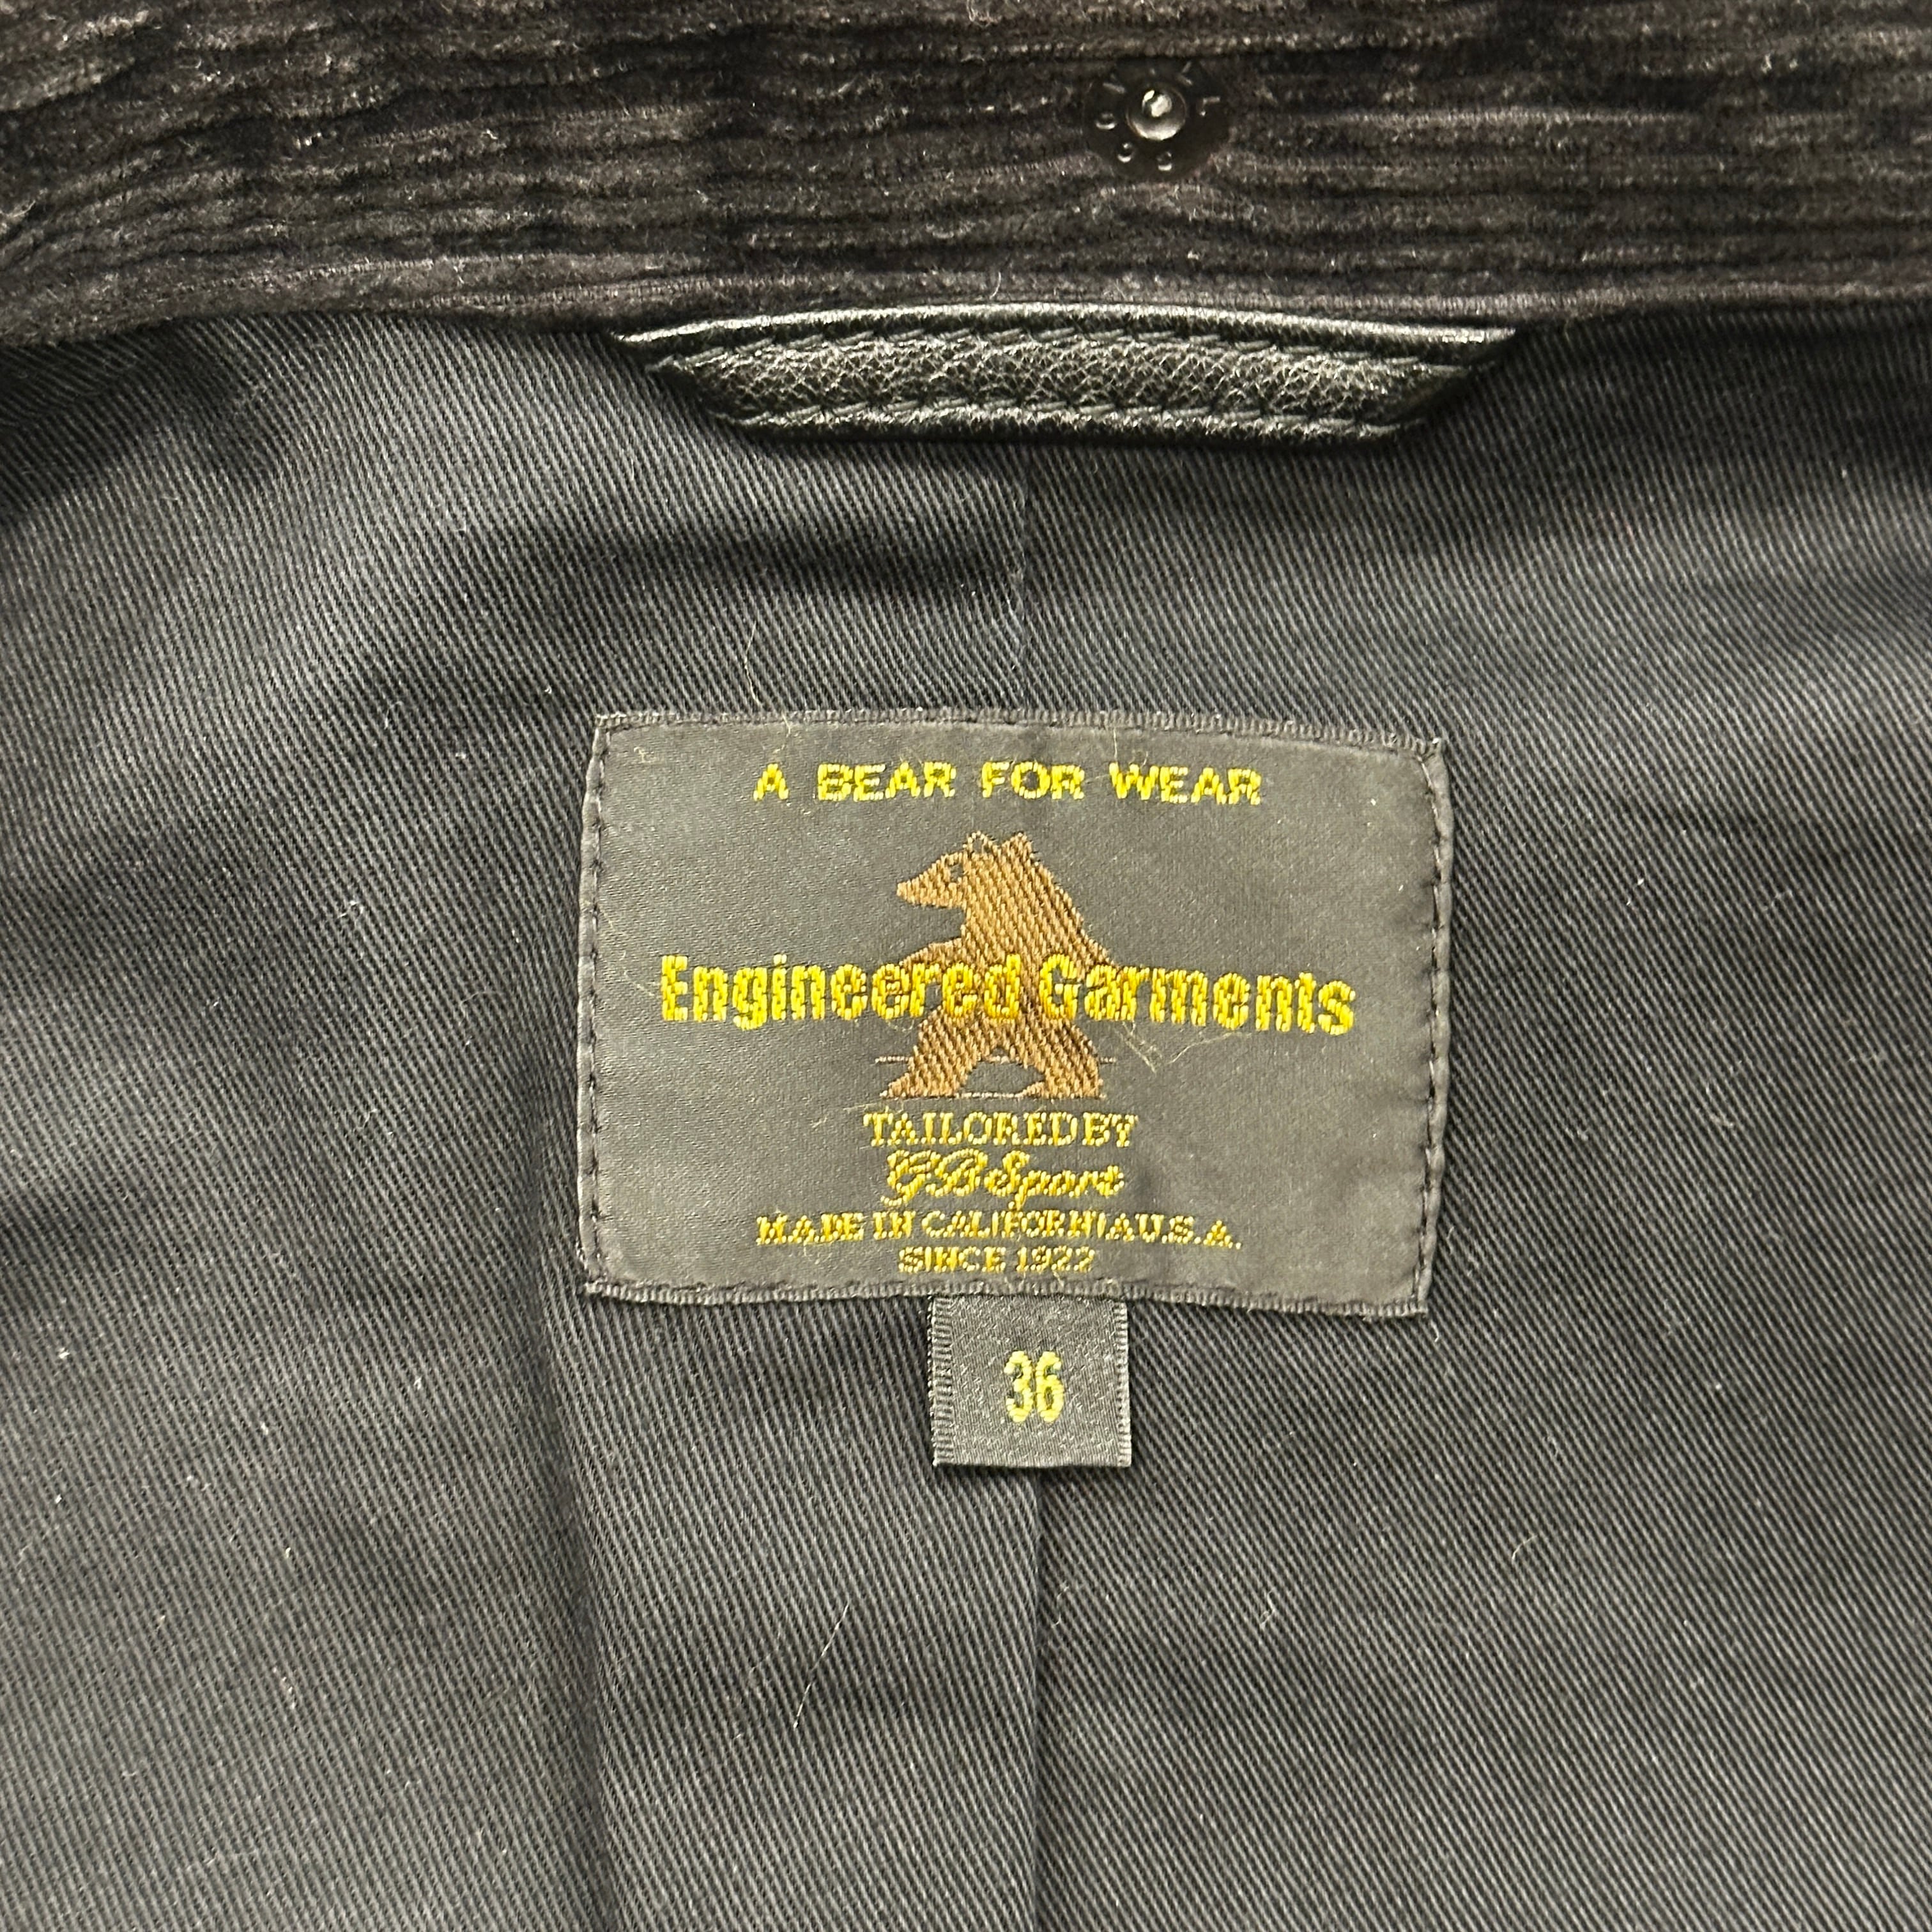 A BEAR FOR WEAR
Engineered Garments
TAILORED BY
GB Sport
MADE IN CALIFORNIA U.S.A.
SINCE 1922
36